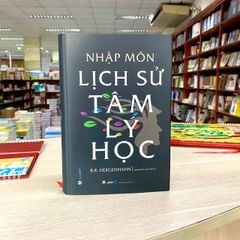 NHẬP MÔN
LỊCH SỬ
TÂM
LÝ
HỌC
B.R. HERGENHAHN